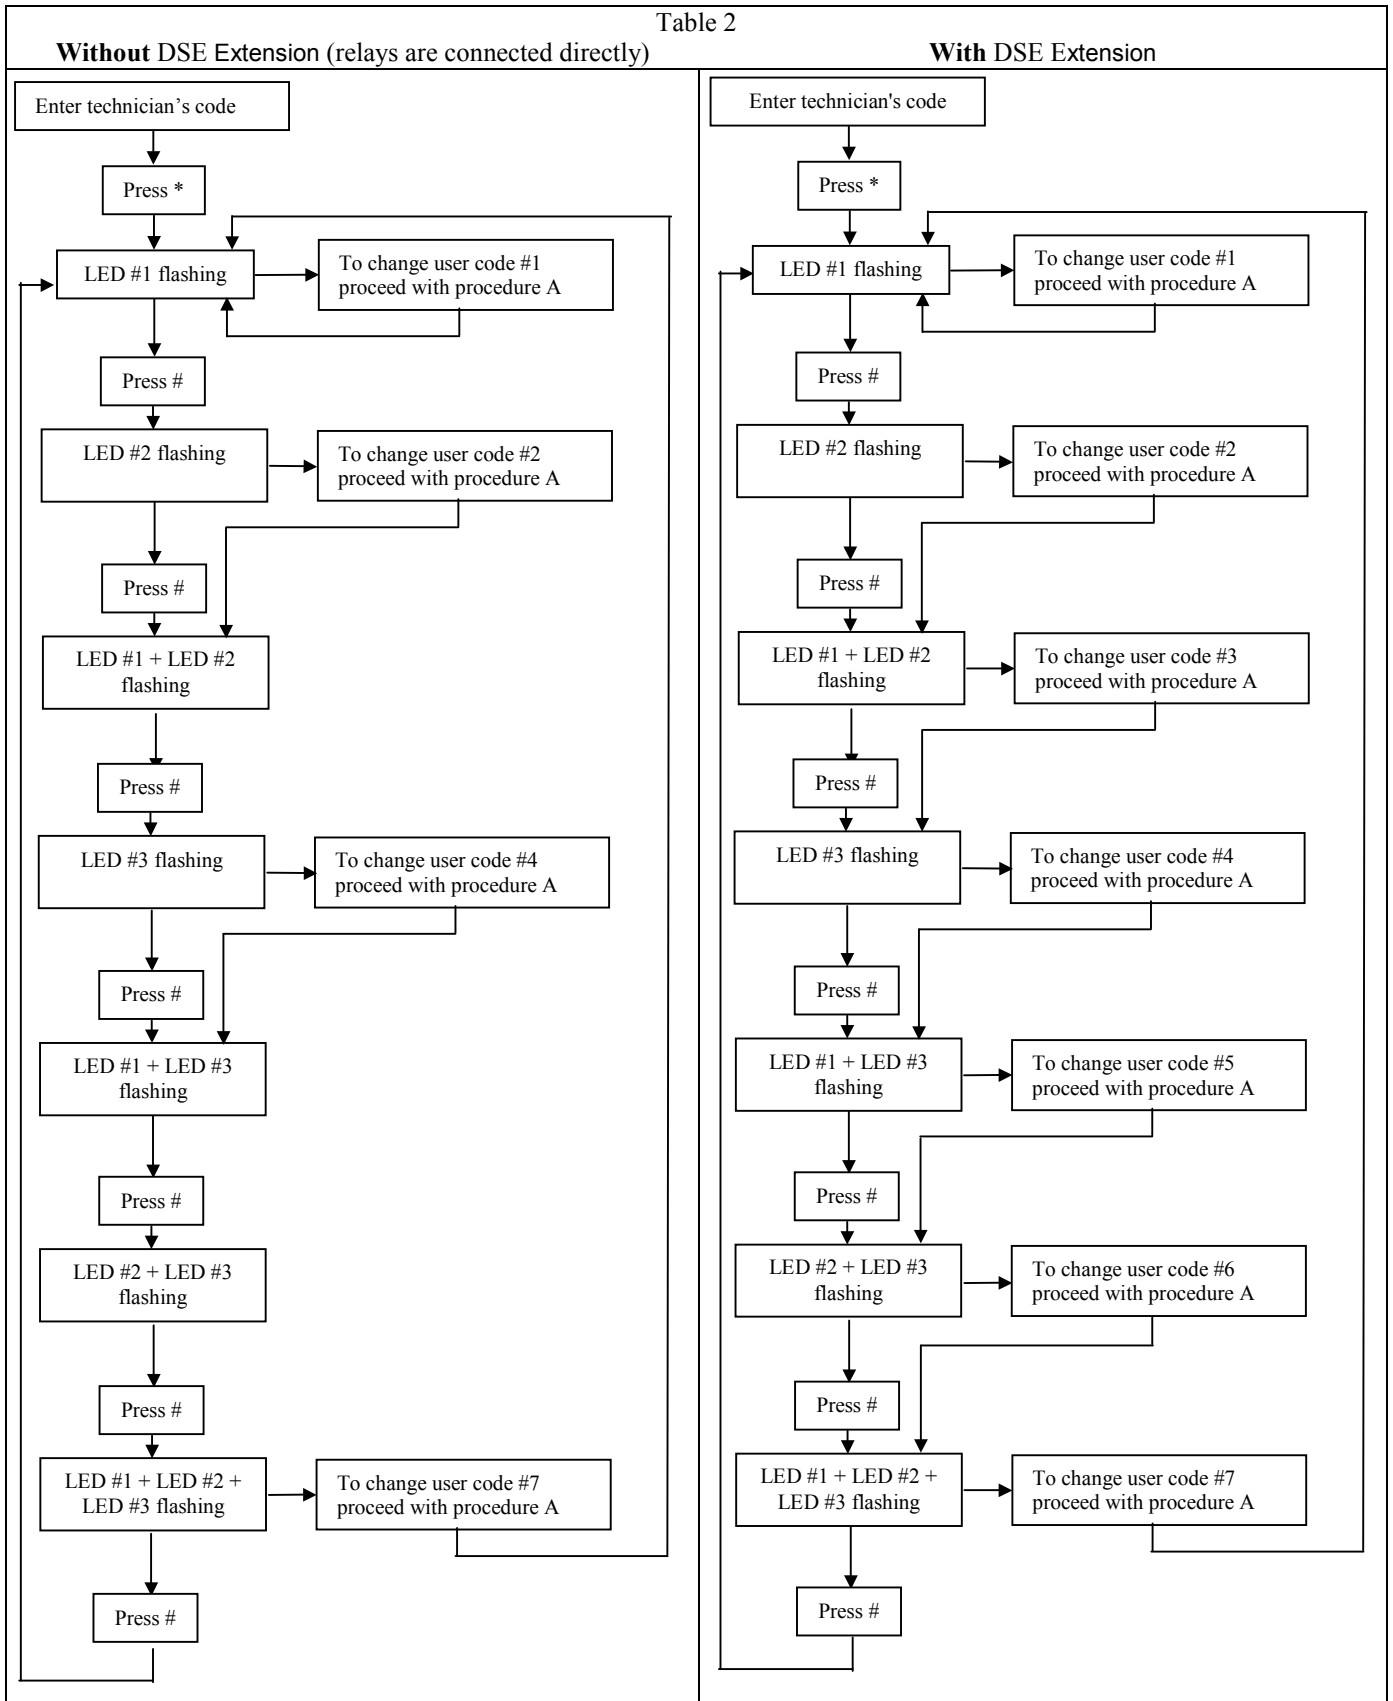 Table 2
Without DSE Extension (relays are connected directly)
Enter technician’s code
Press *
LED #1 flashing
To change user code #1
proceed with procedure A
Press #
LED #2 flashing
To change user code #2
proceed with procedure A
Press #
LED #1 + LED #2
flashing
Press #
LED #3 flashing
To change user code #4
proceed with procedure A
Press #
LED #1 + LED #3
flashing
Press #
LED #2 + LED #3
flashing
Press #
LED #1 + LED #2 +
LED #3 flashing
To change user code #7
proceed with procedure A
Press #
With DSE Extension
Enter technician's code
Press *
LED #1 flashing
To change user code #1
proceed with procedure A
Press #
LED #2 flashing
To change user code #2
proceed with procedure A
Press #
LED #1 + LED #2
flashing
To change user code #3
proceed with procedure A
Press #
LED #3 flashing
To change user code #4
proceed with procedure A
Press #
LED #1 + LED #3
flashing
To change user code #5
proceed with procedure A
Press #
LED #2 + LED #3
flashing
To change user code #6
proceed with procedure A
Press #
LED #1 + LED #2 +
LED #3 flashing
To change user code #7
proceed with procedure A
Press #